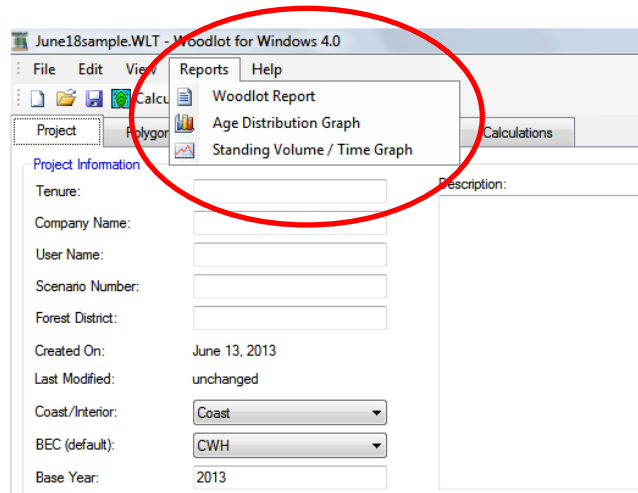 June18sample.WLT - Woodlot for Windows 4.0
File Edit View Reports Help
Woodlot Report
Age Distribution Graph
Standing Volume / Time Graph
Project Calculations
Project Information
Tenure:
Description:
Company Name:
User Name:
Scenario Number:
Forest District:
Created On: June 13, 2013
Last Modified: unchanged
Coast/Interior: Coast
BEC (default): CWH
Base Year: 2013